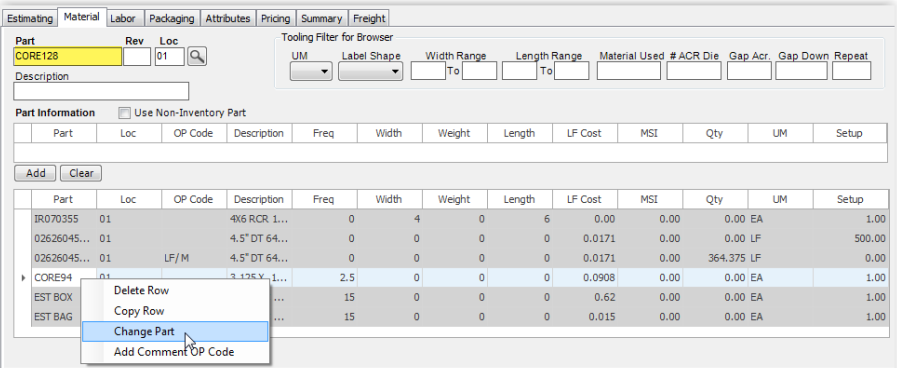 Estimating Material Labor Packaging Attributes Pricing Summary Freight
Part Rev Loc
CORE128 01
Description
Tooling Filter for Browser
UM Label Shape Width Range Length Range Material Used # ACR Die Gap Acr. Gap Down Repeat
To To
Part Information Use Non-Inventory Part
Part Loc OP Code Description Freq Width Weight Length LF Cost MSI Qty UM Setup
Add Clear
Part Loc OP Code Description Freq Width Weight Length LF Cost MSI Qty UM Setup
IR070355 01 4X6 RCR 1... 0 4 0 6 0.00 0.00 0.00 EA 1.00
02626045... 01 4.5" DT 64... 0 0 0 0 0.0171 0.00 0.00 LF 500.00
02626045... 01 LF/M 4.5" DT 64... 0 0 0 0 0.0171 0.00 364.375 LF 0.00
CORE94 01 3.125 X 1... 2.5 0 0 0 0.0908 0.00 0.00 EA 1.00
EST BOX ... 15 0 0 0 0.62 0.00 0.00 EA 1.00
EST BAG ... 15 0 0 0 0.015 0.00 0.00 EA 1.00
Delete Row
Copy Row
Change Part
Add Comment OP Code